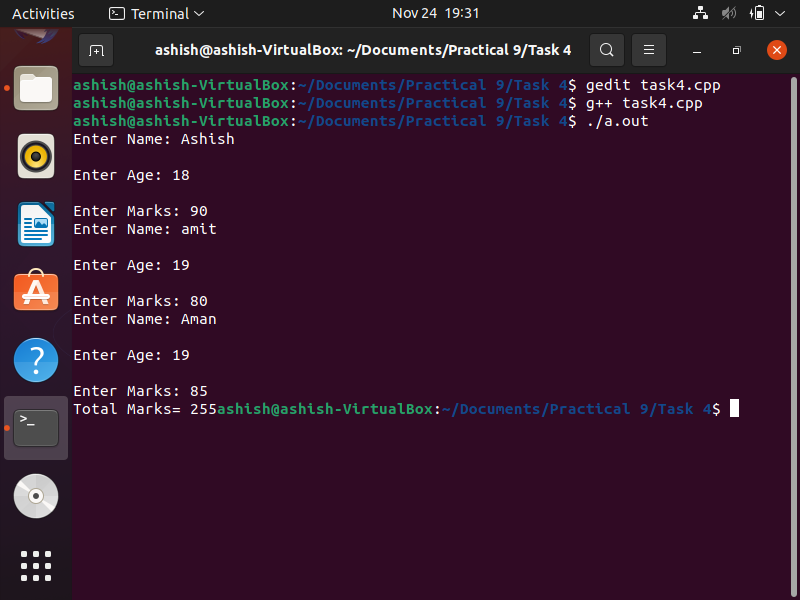 Activities Terminal Nov 24 19:31
ashish@ashish-VirtualBox: ~/Documents/Practical 9/Task 4
ashish@ashish-VirtualBox:~/Documents/Practical 9/Task 4$ gedit task4.cpp
ashish@ashish-VirtualBox:~/Documents/Practical 9/Task 4$ g++ task4.cpp
ashish@ashish-VirtualBox:~/Documents/Practical 9/Task 4$ ./a.out
Enter Name: Ashish
Enter Age: 18
Enter Marks: 90
Enter Name: amit
Enter Age: 19
Enter Marks: 80
Enter Name: Aman
Enter Age: 19
Enter Marks: 85
Total Marks= 255ashish@ashish-VirtualBox:~/Documents/Practical 9/Task 4$